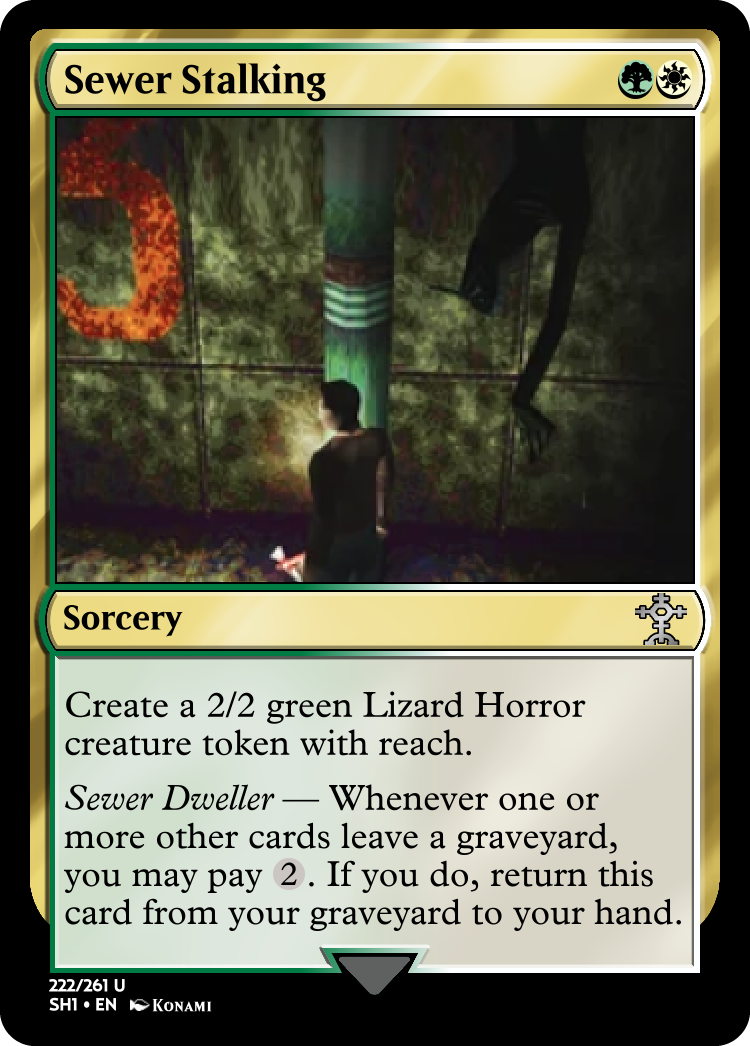 Sewer Stalking
Sorcery
Create a 2/2 green Lizard Horror
creature token with reach.
Sewer Dweller — Whenever one or
more other cards leave a graveyard,
you may pay 2. If you do, return this
card from your graveyard to your hand.
222/261 U
SH1 • EN KONAMI